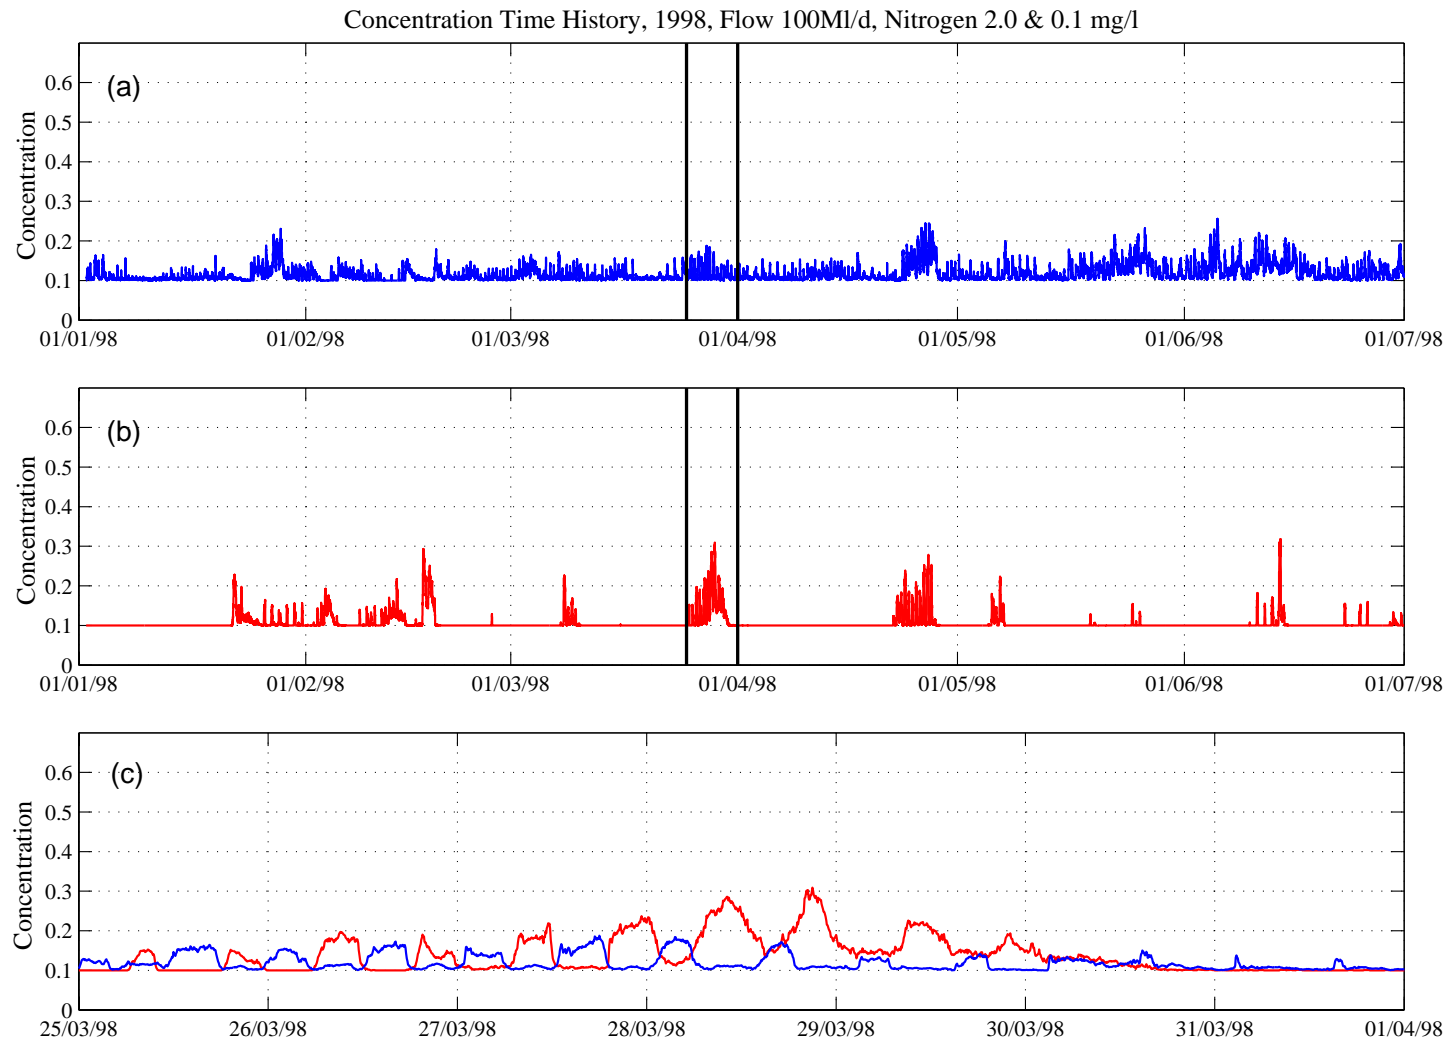 Concentration Time History, 1998, Flow 100Ml/d, Nitrogen 2.0 & 0.1 mg/l
(a)
Concentration
0.6
0.5
0.4
0.3
0.2
0.1
0
01/01/98 01/02/98 01/03/98 01/04/98 01/05/98 01/06/98 01/07/98
(b)
Concentration
0.6
0.5
0.4
0.3
0.2
0.1
0
01/01/98 01/02/98 01/03/98 01/04/98 01/05/98 01/06/98 01/07/98
(c)
Concentration
0.6
0.5
0.4
0.3
0.2
0.1
0
25/03/98 26/03/98 27/03/98 28/03/98 29/03/98 30/03/98 31/03/98 01/04/98